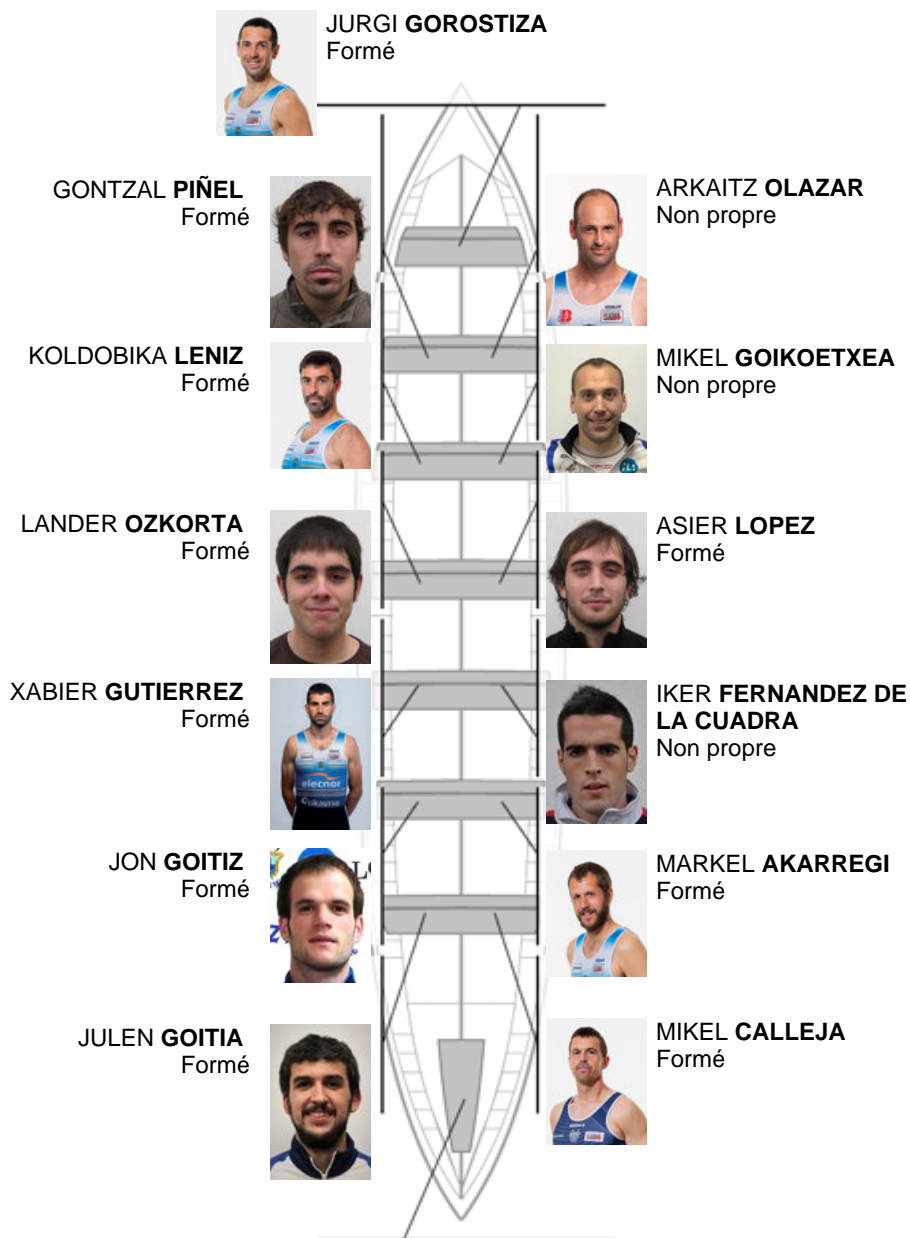 JURGI GOROSTIZA
Formé
GONTZAL PIÑEL
Formé
ARKAITZ OLAZAR
Non propre
KOLDOBIKA LENIZ
Formé
MIKEL GOIKOETXEA
Non propre
LANDER OZKORTA
Formé
ASIER LOPEZ
Formé
XABIER GUTIERREZ
Formé
elecnor
IKER FERNANDEZ DE
LA CUADRA
Non propre
JON GOITIZ
Formé
MARKEL AKARREGI
Formé
JULEN GOITIA
Formé
MIKEL CALLEJA
Formé